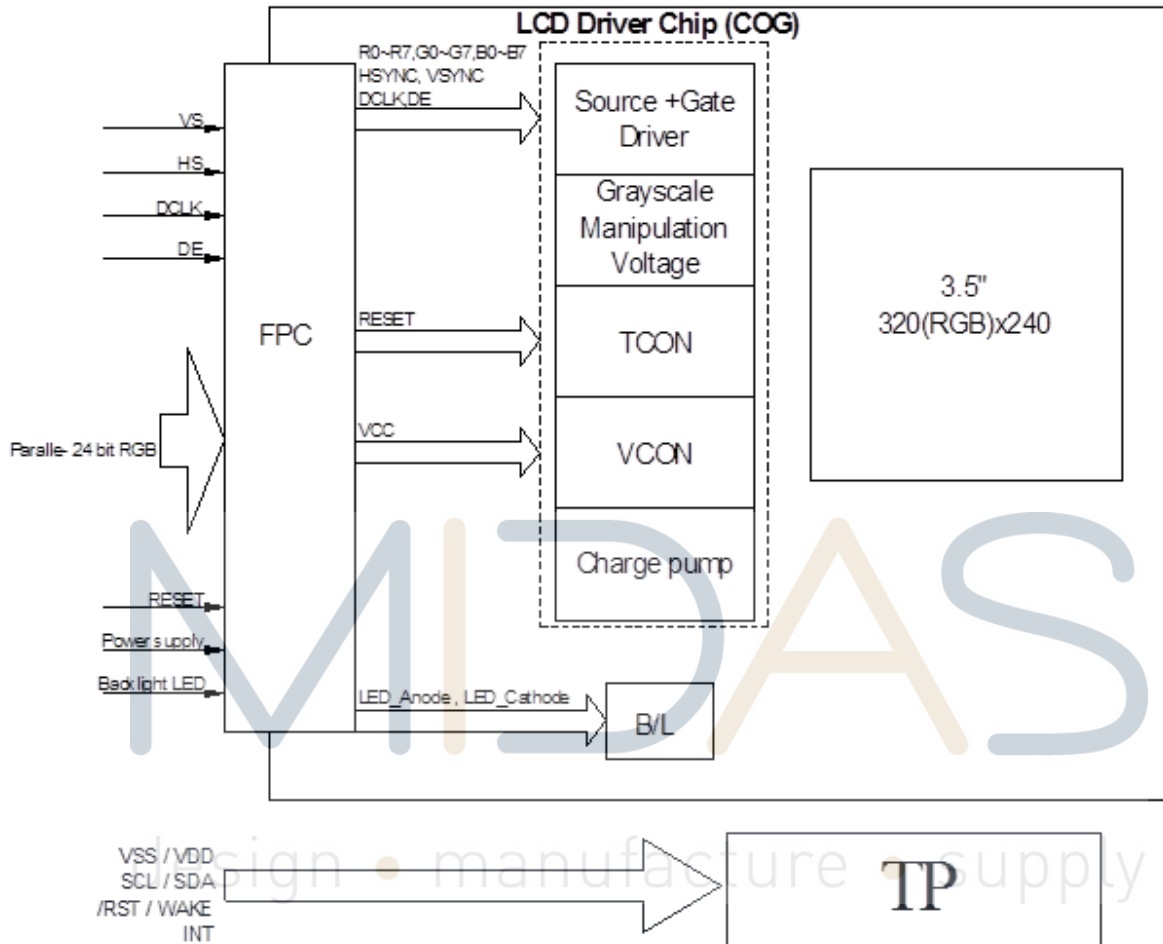 LCD Driver Chip (COG)
R0~R7,G0~G7,B0~B7
HSYNC, VSYNC
DCLK,DE
VS
HS
DCLK
DE
FPC
Source +Gate
Driver
Grayscale
Manipulation
Voltage
3.5"
320(RGB)x240
RESET
TCON
VCC
VCON
Paralle- 24 bit RGB
Charge pump
MIDAS
RESET
Power supply
Backlight LED
LED_Anode , LED_Cathode
B/L
design • manufacture • supply
VSS / VDD
SCL / SDA
/RST / WAKE
INT
TP